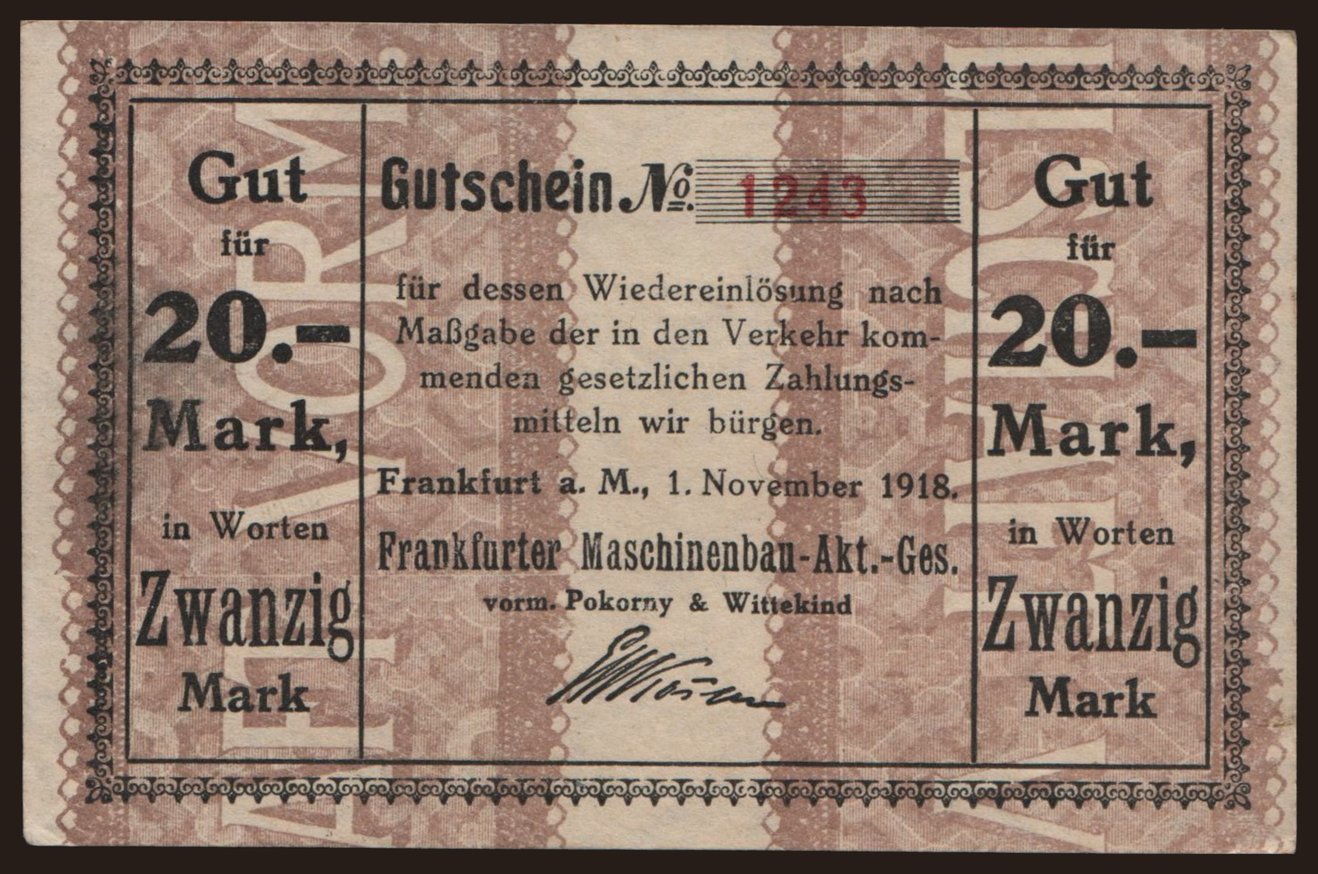 Gut
für
20.–
Mark,
in Worten
Zwanzig
Mark
Gutschein No. 1243
für dessen Wiedereinlösung nach
Maßgabe der in den Verkehr kom-
menden gesetzlichen Zahlungs-
mitteln wir bürgen.
Frankfurt a. M., 1. November 1918.
Frankfurter Maschinenbau-Akt.-Ges.
vorm. Pokorny & Wittekind
Gut
für
20.–
Mark,
in Worten
Zwanzig
Mark
VORM.